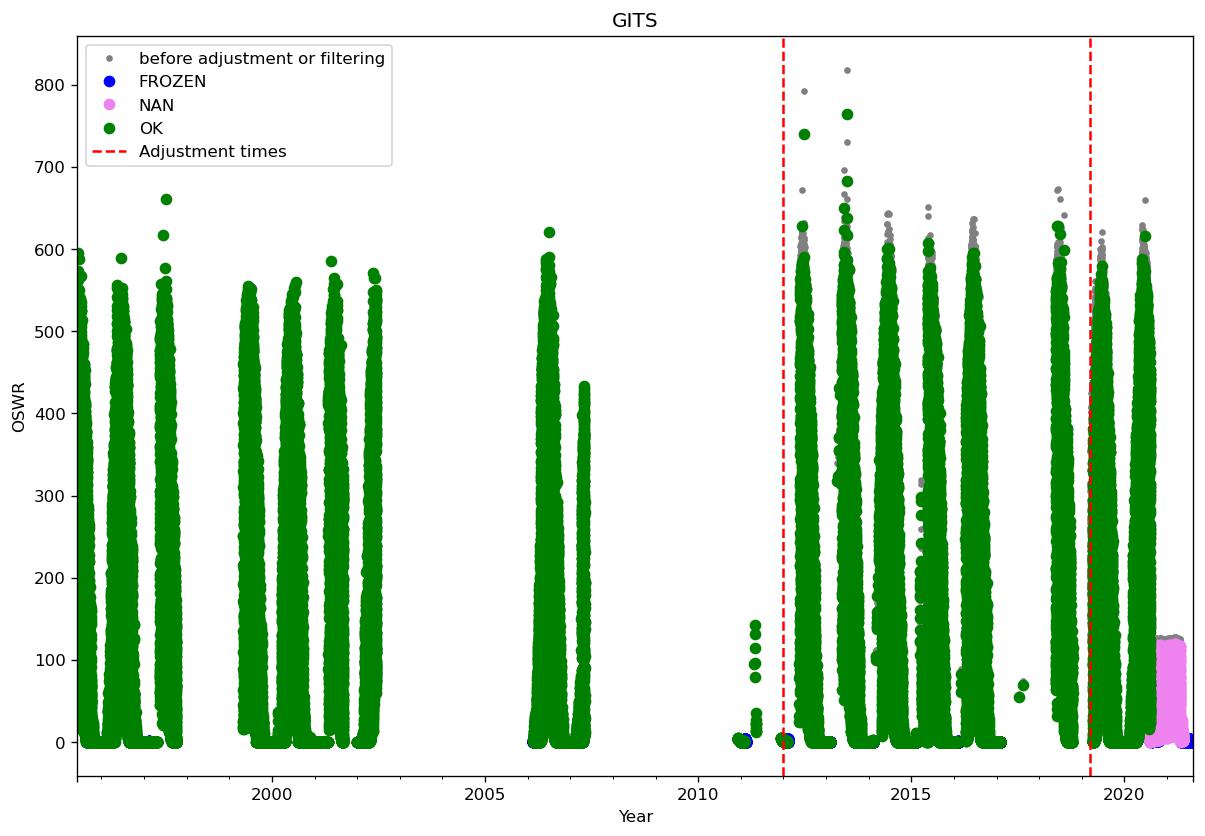 GITS
before adjustment or filtering
FROZEN
NAN
OK
Adjustment times
800
700
600
500
400
300
200
100
0
OSWR
2000 2005 2010 2015 2020
Year